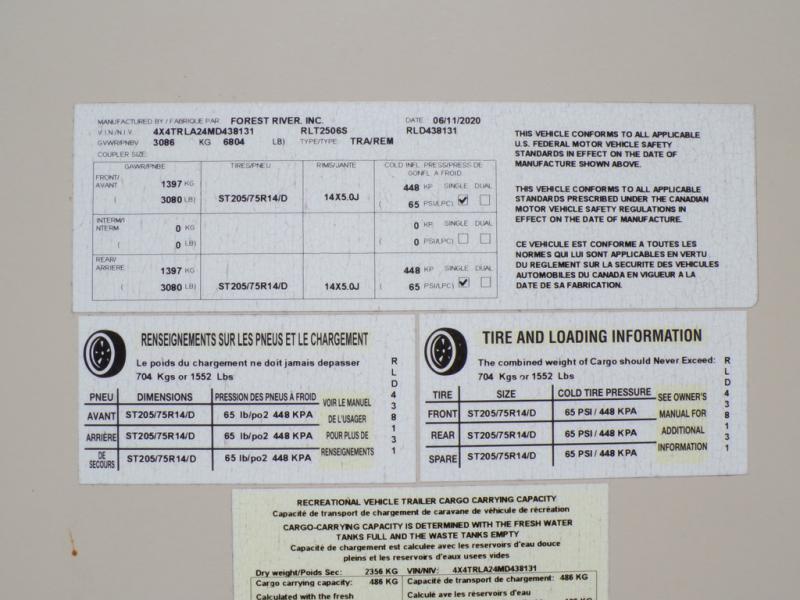 MANUFACTURED BY / FABRIQUE PAR FOREST RIVER, INC. DATE 06/11/2020
V.I.N./N.I.V. 4X4TRLA24MD438131 RLT2506S RLD438131
GVWR/PNBV 3086 KG 6804 LB) TYPE/TYPE: TRA/REM
COUPLER SIZE:
GAWR/PNBE TIRES/PNEU RIMS/JANTE COLD INFL. PRESS/PRESS DE GONFL. A FROID
FRONT/ AVANT 1397 KG 448 KP SINGLE DUAL
( 3080 LB) ST205/75R14/D 14X5.0J ( 65 PSI/LPC)
INTERM/I NTERM 0 KG 0 KP SINGLE DUAL
( 0 LB) ( 0 PSI/LPC)
REAR/ ARRIERE 1397 KG 448 KP SINGLE DUAL
( 3080 LB) ST205/75R14/D 14X5.0J ( 65 PSI/LPC)
THIS VEHICLE CONFORMS TO ALL APPLICABLE
U.S. FEDERAL MOTOR VEHICLE SAFETY
STANDARDS IN EFFECT ON THE DATE OF
MANUFACTURE SHOWN ABOVE.
THIS VEHICLE CONFORMS TO ALL APPLICABLE
STANDARDS PRESCRIBED UNDER THE CANADIAN
MOTOR VEHICLE SAFETY REGULATIONS IN
EFFECT ON THE DATE OF MANUFACTURE.
CE VEHICULE EST CONFORME A TOUTES LES
NORMES QUI LUI SONT APPLICABLES EN VERTU
DU REGLEMENT SUR LA SECURITE DES VEHICULES
AUTOMOBILES DU CANADA EN VIGUEUR A LA
DATE DE SA FABRICATION.
RENSEIGNEMENTS SUR LES PNEUS ET LE CHARGEMENT
Le poids du chargement ne doit jamais depasser
704 Kgs or 1552 Lbs
PNEU DIMENSIONS PRESSION DES PNEUS À FROID
AVANT ST205/75R14/D 65 lb/po2 448 KPA
ARRIÈRE ST205/75R14/D 65 lb/po2 448 KPA
DE SECOURS ST205/75R14/D 65 lb/po2 448 KPA
VOIR LE MANUEL
DE L'USAGER
POUR PLUS DE
RENSEIGNEMENTS
RLD438131
TIRE AND LOADING INFORMATION
The combined weight of Cargo should Never Exceed:
704 Kgs or 1552 Lbs
TIRE SIZE COLD TIRE PRESSURE
FRONT ST205/75R14/D 65 PSI / 448 KPA
REAR ST205/75R14/D 65 PSI / 448 KPA
SPARE ST205/75R14/D 65 PSI / 448 KPA
SEE OWNER'S
MANUAL FOR
ADDITIONAL
INFORMATION
RLD438131
RECREATIONAL VEHICLE TRAILER CARGO CARRYING CAPACITY
Capacité de transport de chargement de caravane de véhicule de récréation
CARGO-CARRYING CAPACITY IS DETERMINED WITH THE FRESH WATER
TANKS FULL AND THE WASTE TANKS EMPTY
Capacité de chargement est calculee avec les reservoirs d'eau douce
pleins et les reservoirs d'eaux usees vides
Dry weight/Poids Sec: 2356 KG VIN/NIV: 4X4TRLA24MD438131
Cargo carrying capacity: 486 KG Capacité de transport de chargement: 486 KG
Calculated with the fresh Calculé ave les réservoirs d'eau